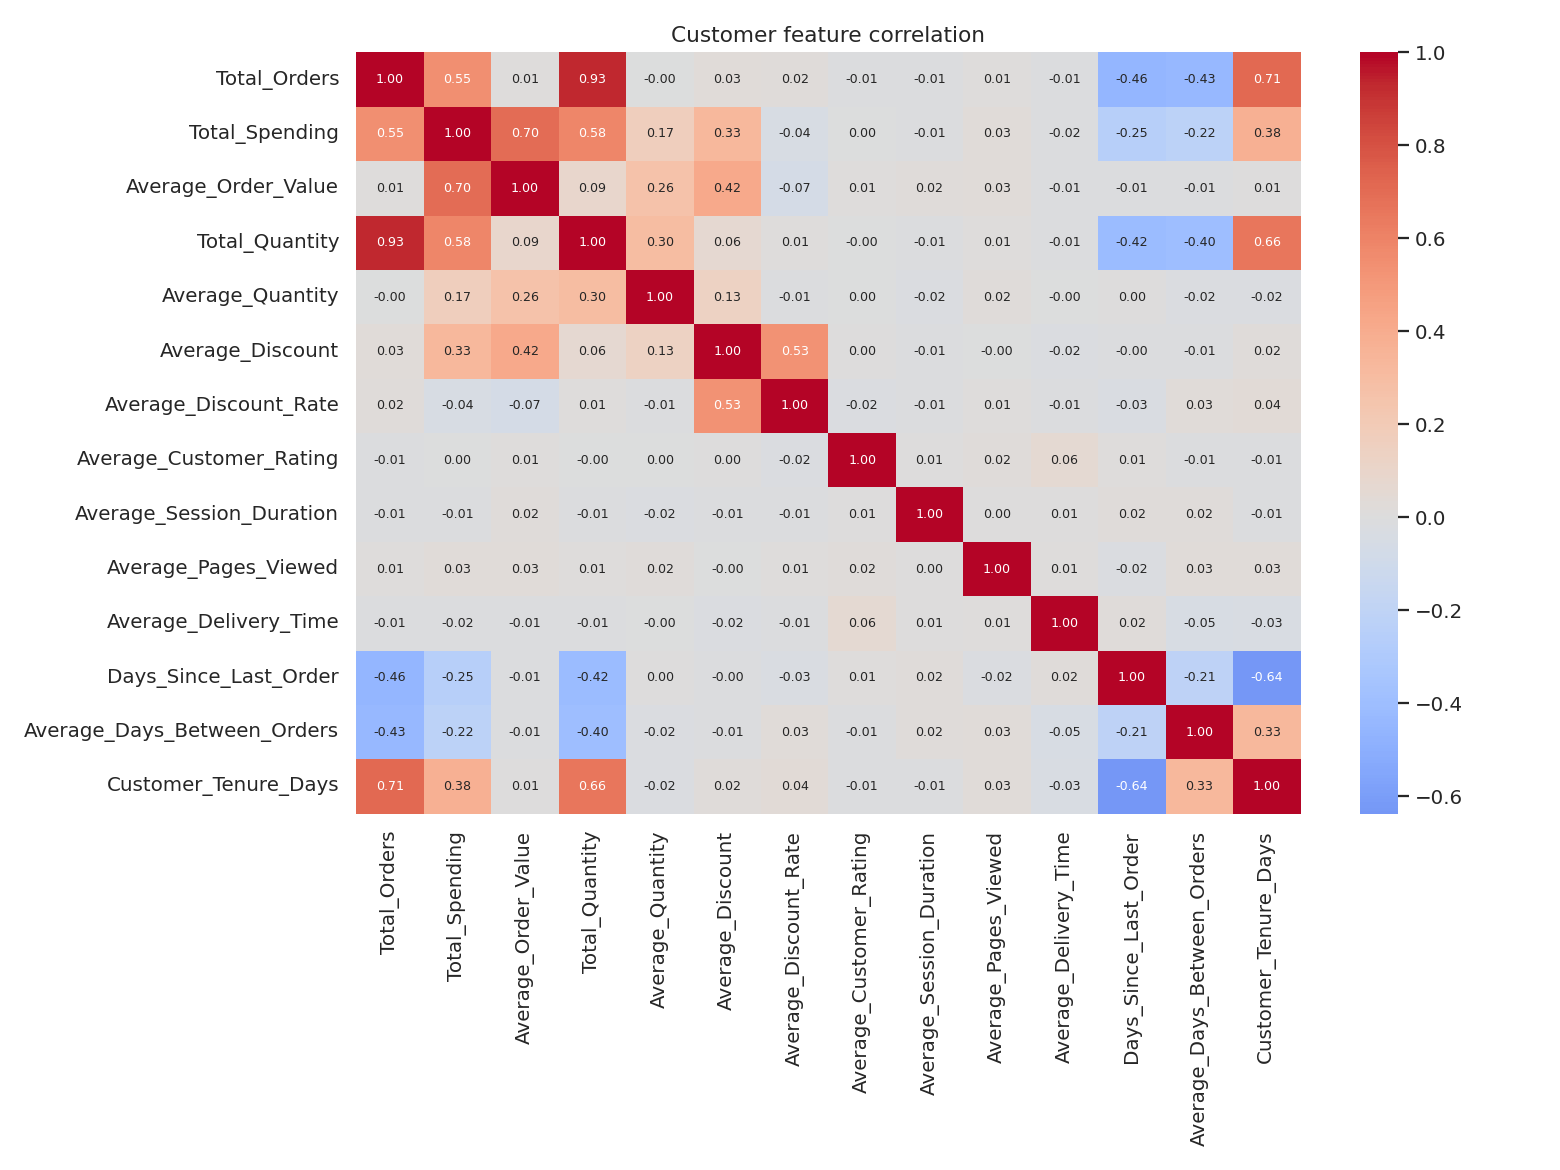 Customer feature correlation
Total_Orders 1.00 0.55 0.01 0.93 -0.00 0.03 0.02 -0.01 -0.01 0.01 -0.01 -0.46 -0.43 0.71
Total_Spending 0.55 1.00 0.70 0.58 0.17 0.33 -0.04 0.00 -0.01 0.03 -0.02 -0.25 -0.22 0.38
Average_Order_Value 0.01 0.70 1.00 0.09 0.26 0.42 -0.07 0.01 0.02 0.03 -0.01 -0.01 -0.01 0.01
Total_Quantity 0.93 0.58 0.09 1.00 0.30 0.06 0.01 -0.00 -0.01 0.01 -0.01 -0.42 -0.40 0.66
Average_Quantity -0.00 0.17 0.26 0.30 1.00 0.13 -0.01 0.00 -0.02 0.02 -0.00 0.00 -0.02 -0.02
Average_Discount 0.03 0.33 0.42 0.06 0.13 1.00 0.53 0.00 -0.01 -0.00 -0.02 -0.00 -0.01 0.02
Average_Discount_Rate 0.02 -0.04 -0.07 0.01 -0.01 0.53 1.00 -0.02 -0.01 0.01 -0.01 -0.03 0.03 0.04
Average_Customer_Rating -0.01 0.00 0.01 -0.00 0.00 0.00 -0.02 1.00 0.01 0.02 0.06 0.01 -0.01 -0.01
Average_Session_Duration -0.01 -0.01 0.02 -0.01 -0.02 -0.01 -0.01 0.01 1.00 0.00 0.01 0.02 0.02 -0.01
Average_Pages_Viewed 0.01 0.03 0.03 0.01 0.02 -0.00 0.01 0.02 0.00 1.00 0.01 -0.02 0.03 0.03
Average_Delivery_Time -0.01 -0.02 -0.01 -0.01 -0.00 -0.02 -0.01 0.06 0.01 0.01 1.00 0.02 -0.05 -0.03
Days_Since_Last_Order -0.46 -0.25 -0.01 -0.42 0.00 -0.00 -0.03 0.01 0.02 -0.02 0.02 1.00 -0.21 -0.64
Average_Days_Between_Orders -0.43 -0.22 -0.01 -0.40 -0.02 -0.01 0.03 -0.01 0.02 0.03 -0.05 -0.21 1.00 0.33
Customer_Tenure_Days 0.71 0.38 0.01 0.66 -0.02 0.02 0.04 -0.01 -0.01 0.03 -0.03 -0.64 0.33 1.00
Total_Orders
Total_Spending
Average_Order_Value
Total_Quantity
Average_Quantity
Average_Discount
Average_Discount_Rate
Average_Customer_Rating
Average_Session_Duration
Average_Pages_Viewed
Average_Delivery_Time
Days_Since_Last_Order
Average_Days_Between_Orders
Customer_Tenure_Days
1.0
0.8
0.6
0.4
0.2
0.0
−0.2
−0.4
−0.6